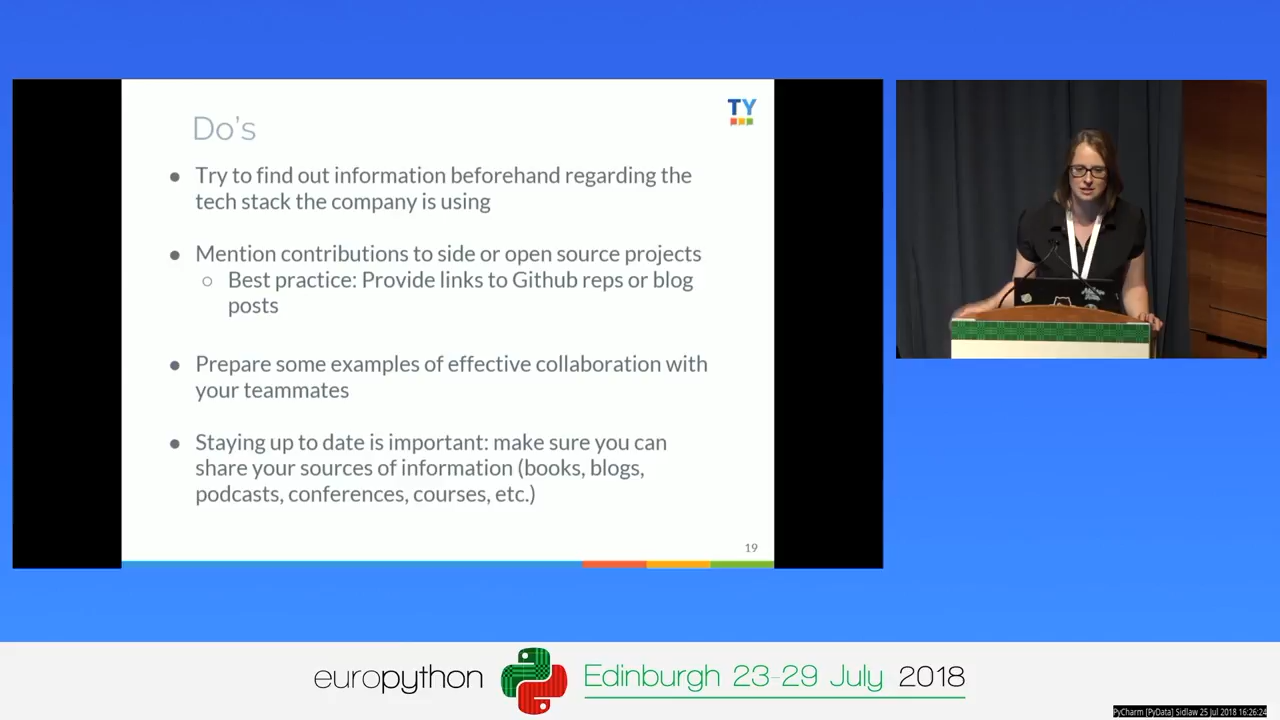 TY
Do's
● Try to find out information beforehand regarding the
tech stack the company is using
● Mention contributions to side or open source projects
○ Best practice: Provide links to Github reps or blog
posts
● Prepare some examples of effective collaboration with
your teammates
● Staying up to date is important: make sure you can
share your sources of information (books, blogs,
podcasts, conferences, courses, etc.)
19
europython Edinburgh 23-29 July 2018
PyCharm [PyData] Sidlaw 25 Jul 2018 16:26:24